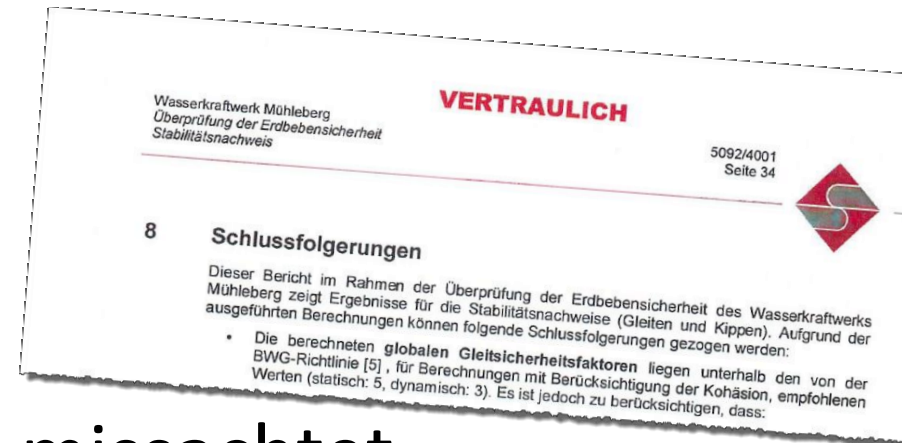 VERTRAULICH
Wasserkraftwerk Mühleberg
Überprüfung der Erdbebensicherheit
Stabilitätsnachweis
5092/4001
Seite 34
8 Schlussfolgerungen
Dieser Bericht im Rahmen der Überprüfung der Erdbebensicherheit des Wasserkraftwerks
Mühleberg zeigt Ergebnisse für die Stabilitätsnachweise (Gleiten und Kippen). Aufgrund der
ausgeführten Berechnungen können folgende Schlussfolgerungen gezogen werden:
• Die berechneten globalen Gleitsicherheitsfaktoren liegen unterhalb den von der
BWG-Richtlinie [5] , für Berechnungen mit Berücksichtigung der Kohäsion, empfohlenen
Werten (statisch: 5, dynamisch: 3). Es ist jedoch zu berücksichtigen, dass:
missachtet